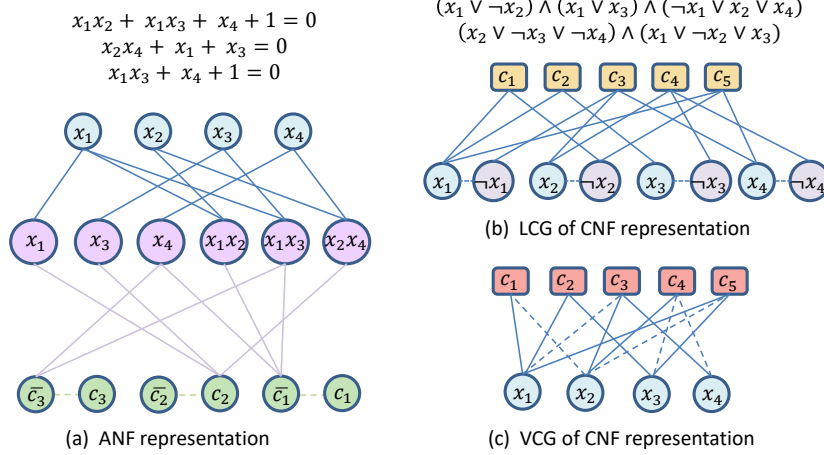 x₁x₂ + x₁x₃ + x₄ + 1 = 0
x₂x₄ + x₁ + x₃ = 0
x₁x₃ + x₄ + 1 = 0
x₁ x₂ x₃ x₄
x₁ x₃ x₄ x₁x₂ x₁x₃ x₂x₄
c̅₃ c₃ c̅₂ c₂ c̅₁ c₁
(a) ANF representation
(x₁ ∨ ¬x₂) ∧ (x₁ ∨ x₃) ∧ (¬x₁ ∨ x₂ ∨ x₄)
(x₂ ∨ ¬x₃ ∨ ¬x₄) ∧ (x₁ ∨ ¬x₂ ∨ x₃)
c₁ c₂ c₃ c₄ c₅
x₁ ¬x₁ x₂ ¬x₂ x₃ ¬x₃ x₄ ¬x₄
(b) LCG of CNF representation
c₁ c₂ c₃ c₄ c₅
x₁ x₂ x₃ x₄
(c) VCG of CNF representation